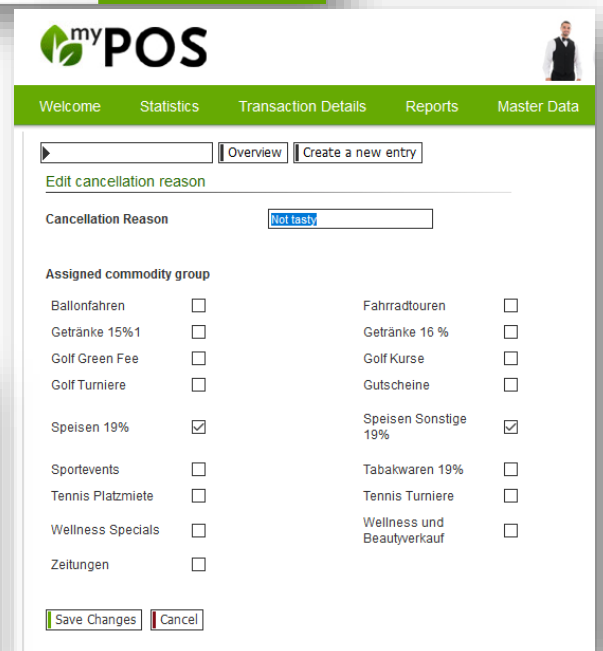 myPOS
Welcome Statistics Transaction Details Reports Master Data
Overview Create a new entry
Edit cancellation reason
Cancellation Reason Not tasty
Assigned commodity group
Ballonfahren Fahrradtouren
Getränke 15%1 Getränke 16 %
Golf Green Fee Golf Kurse
Golf Turniere Gutscheine
Speisen 19% Speisen Sonstige
19%
Sportevents Tabakwaren 19%
Tennis Platzmiete Tennis Turniere
Wellness Specials Wellness und
Beautyverkauf
Zeitungen
Save Changes Cancel